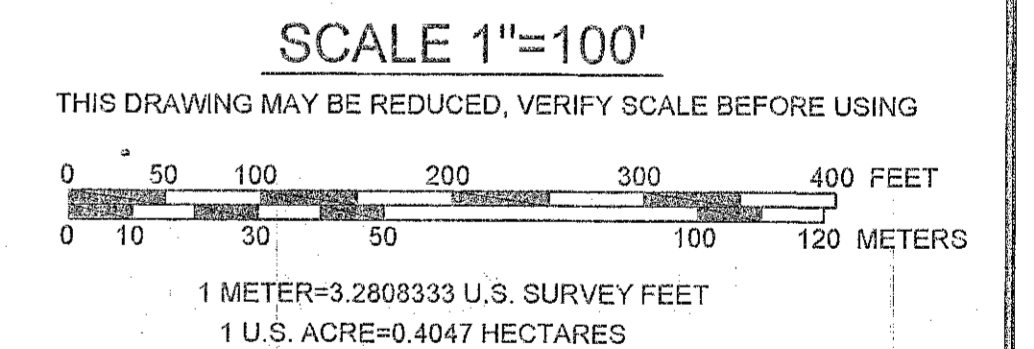 SCALE 1"=100'
THIS DRAWING MAY BE REDUCED, VERIFY SCALE BEFORE USING
0 50 100 200 300 400 FEET
0 10 30 50 100 120 METERS
1 METER=3.2808333 U.S. SURVEY FEET
1 U.S. ACRE=0.4047 HECTARES